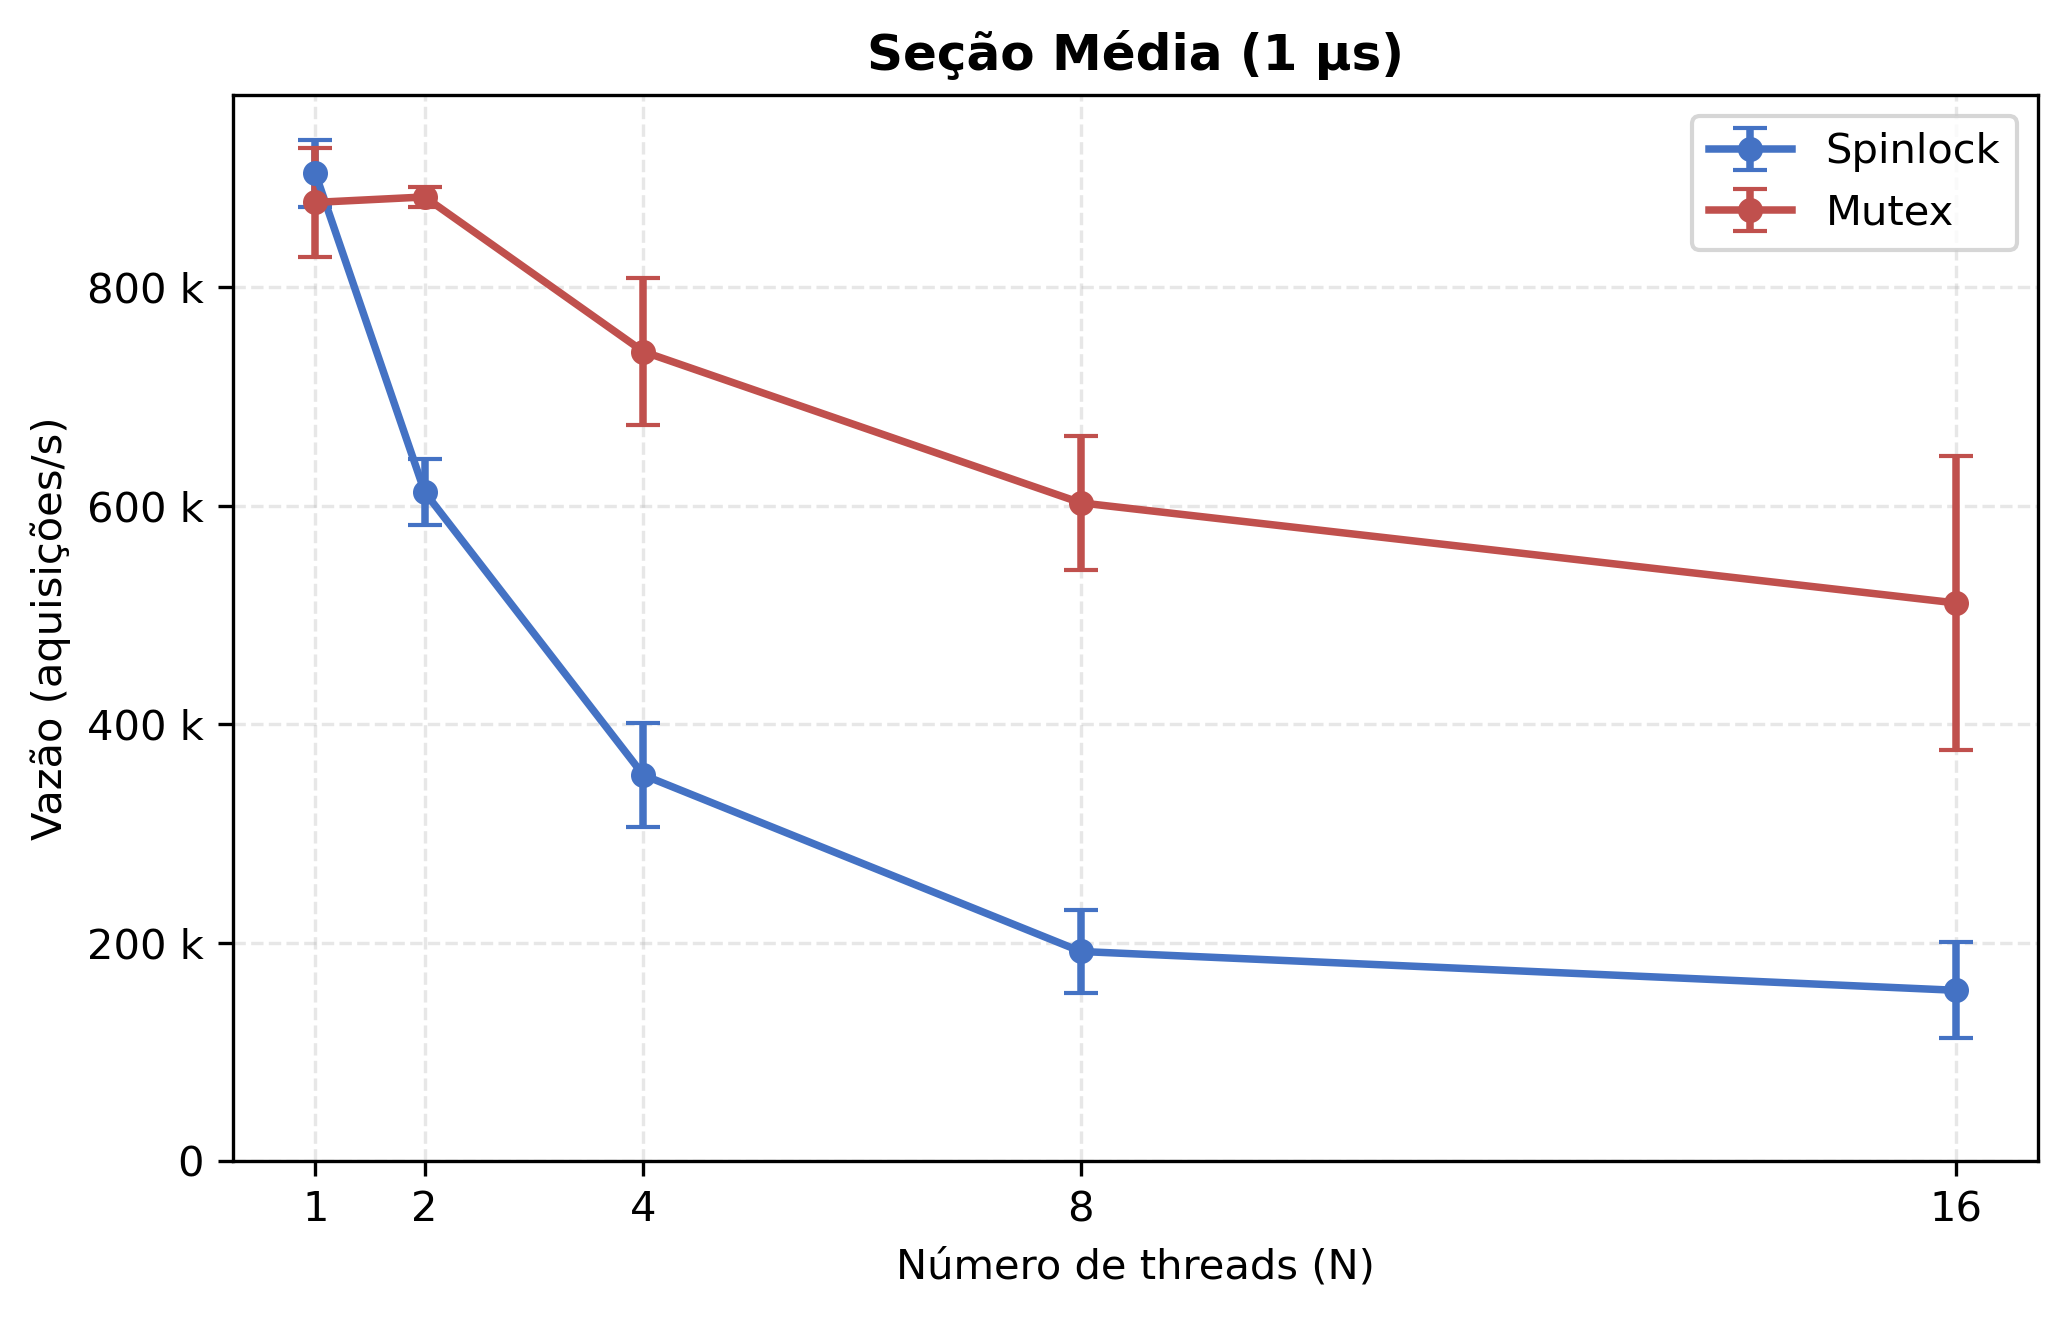 Seção Média (1 µs)
Spinlock
Mutex
Vazão (aquisições/s)
800 k
600 k
400 k
200 k
0
1 2 4 8 16
Número de threads (N)